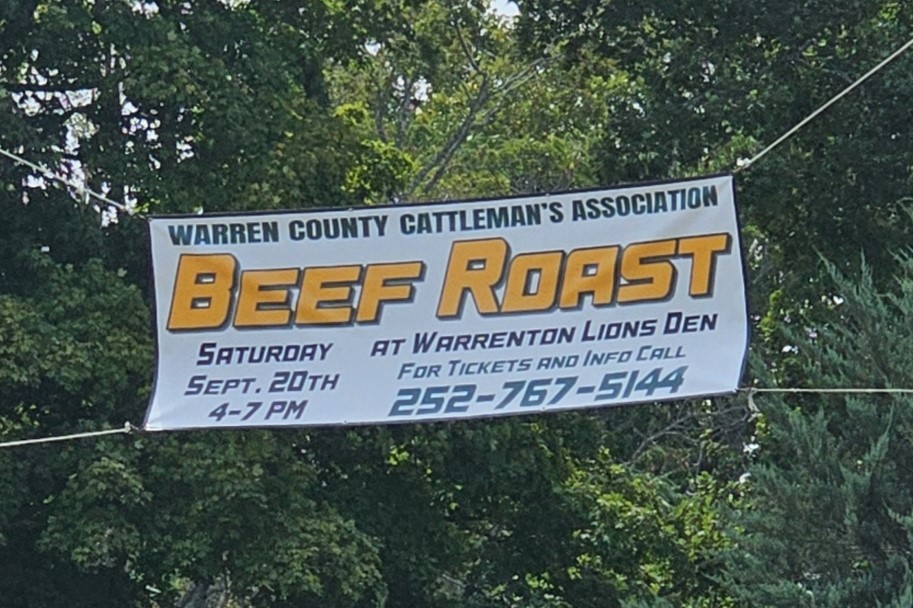 WARREN COUNTY CATTLEMAN'S ASSOCIATION
BEEF ROAST
SATURDAY
SEPT. 20TH
4-7 PM
AT WARRENTON LIONS DEN
FOR TICKETS AND INFO CALL
252-767-5144